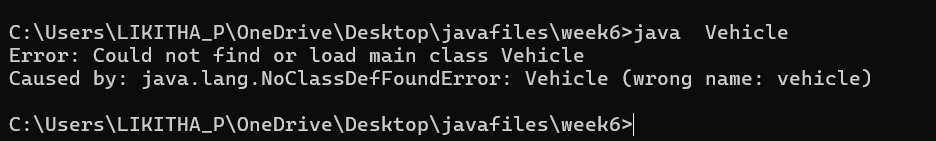 C:\Users\LIKITHA_P\OneDrive\Desktop\javafiles\week6>java  Vehicle
Error: Could not find or load main class Vehicle
Caused by: java.lang.NoClassDefFoundError: Vehicle (wrong name: vehicle)
C:\Users\LIKITHA_P\OneDrive\Desktop\javafiles\week6>